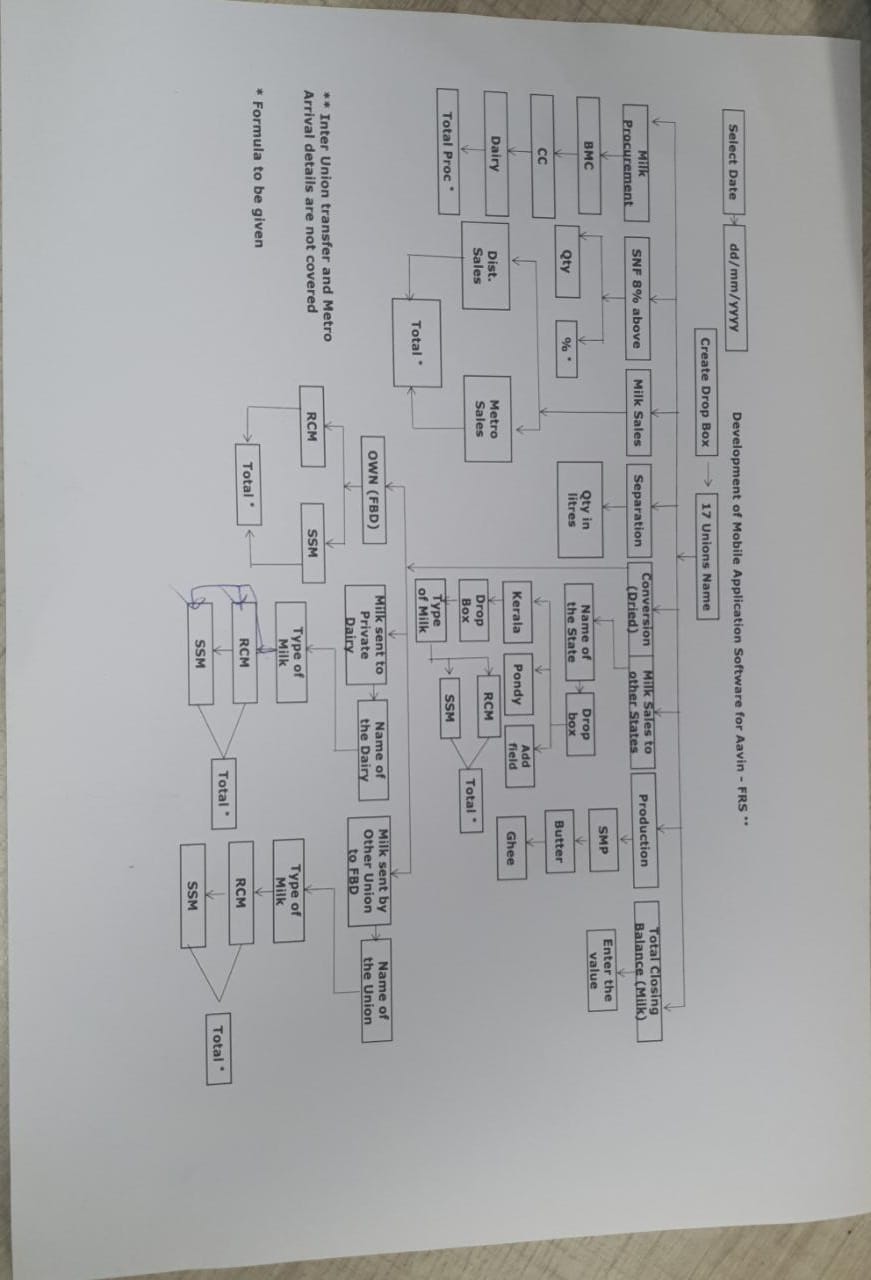 Select Date
dd/mm/yyyy
Development of Mobile Application Software for Aavin - FRS **
Create Drop Box
17 Unions Name
Milk
Procurement
SNF 8% above
Milk Sales
Separation
Conversion
(Dried)
Milk Sales to
other States
Production
Total Closing
Balance (Milk)
BMC
CC
Dairy
Total Proc *
Qty
% *
Dist.
Sales
Metro
Sales
Total *
Qty in
litres
Name of
the State
Drop
box
Kerala
Pondy
Add
field
Drop
Box
Type
of Milk
RCM
SSM
Total *
SMP
Butter
Ghee
Enter the
value
OWN (FBD)
RCM
SSM
Total *
Milk sent to
Private
Dairy
Name of
the Dairy
Type of
Milk
RCM
SSM
Total *
Milk sent by
Other Union
to FBD
Name of
the Union
Type of
Milk
RCM
SSM
Total *
** Inter Union transfer and Metro
Arrival details are not covered
* Formula to be given